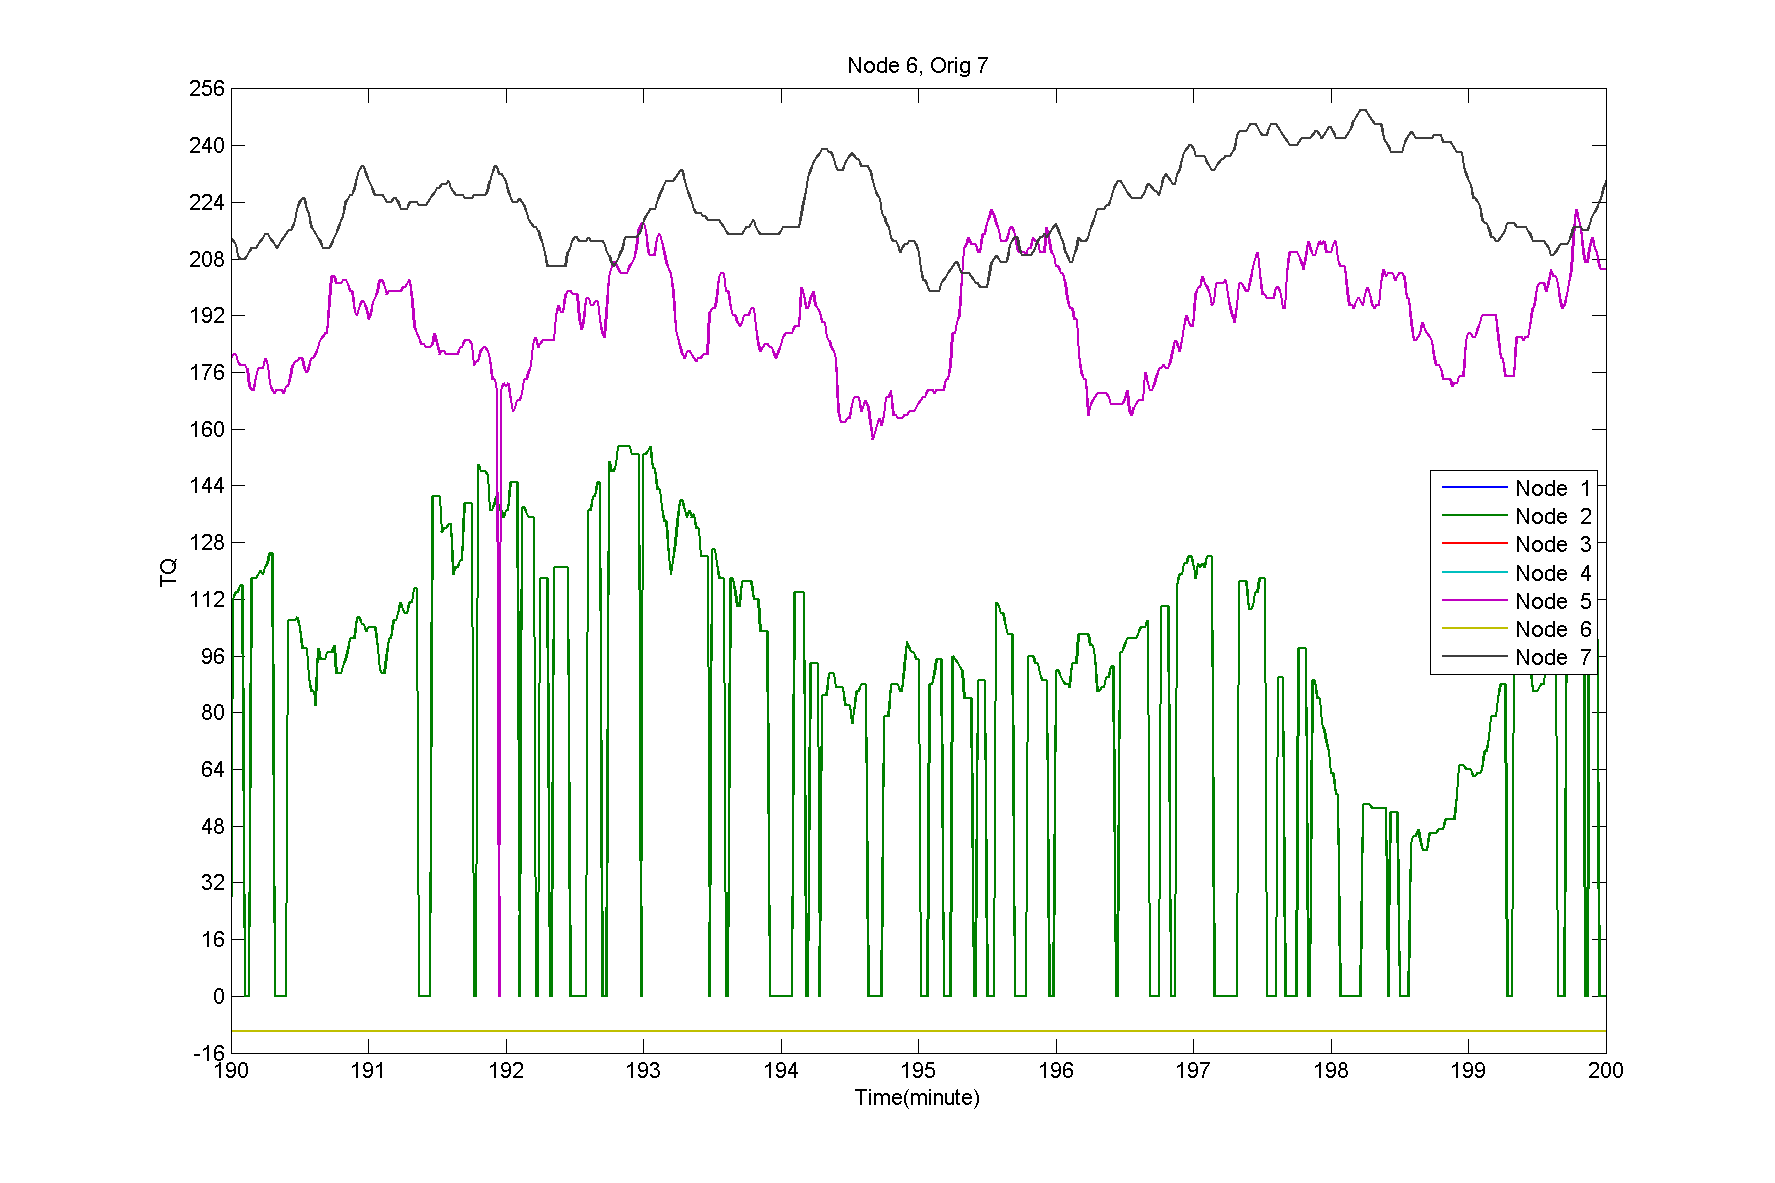 Node 6, Orig 7
256
240
224
208
192
176
160
144
128
112
96
80
64
48
32
16
0
-16
TQ
Node 1
Node 2
Node 3
Node 4
Node 5
Node 6
Node 7
190 191 192 193 194 195 196 197 198 199 200
Time(minute)